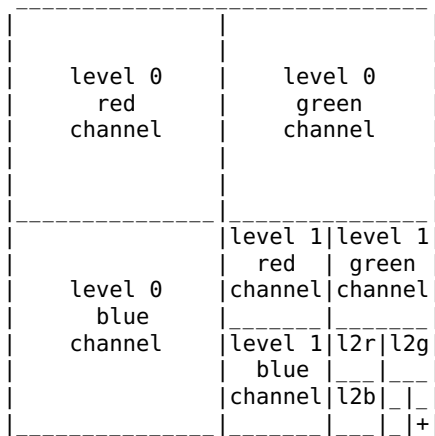 level 0 level 0
red green
channel channel
level 1 level 1
red green
level 0 channel channel
blue
channel level 1 l2r l2g
blue
channel l2b
+